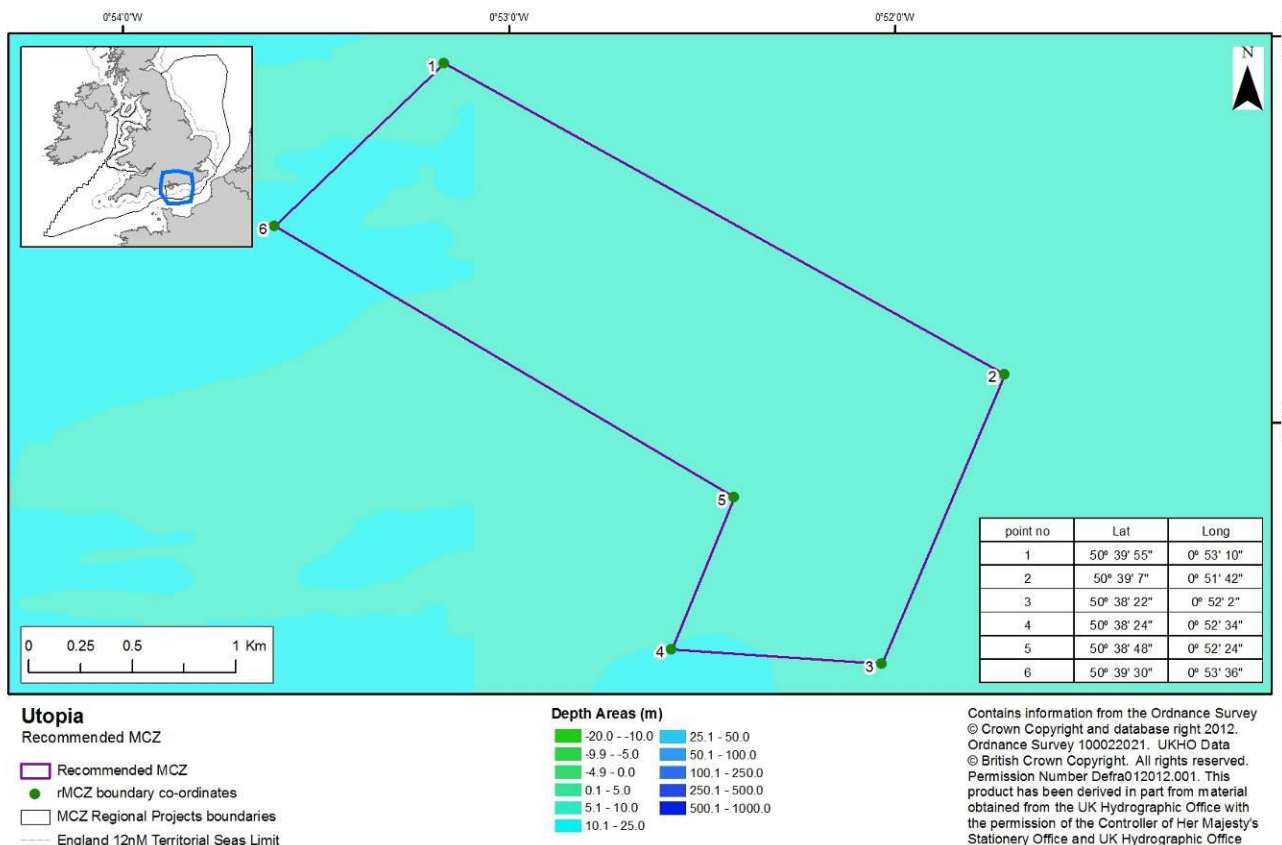 0°54'0"W
0°53'0"W
0°52'0"W
N
1
6
2
5
4
3
point no Lat Long
1 50° 39' 55" 0° 53' 10"
2 50° 39' 7" 0° 51' 42"
3 50° 38' 22" 0° 52' 2"
4 50° 38' 24" 0° 52' 34"
5 50° 38' 48" 0° 52' 24"
6 50° 39' 30" 0° 53' 36"
0 0.25 0.5 1 Km
Utopia
Recommended MCZ
Recommended MCZ
rMCZ boundary co-ordinates
MCZ Regional Projects boundaries
England 12nM Territorial Seas Limit
Depth Areas (m)
-20.0 - -10.0
-9.9 - -5.0
-4.9 - 0.0
0.1 - 5.0
5.1 - 10.0
10.1 - 25.0
25.1 - 50.0
50.1 - 100.0
100.1 - 250.0
250.1 - 500.0
500.1 - 1000.0
Contains information from the Ordnance Survey
© Crown Copyright and database right 2012.
Ordnance Survey 100022021. UKHO Data
© British Crown Copyright. All rights reserved.
Permission Number Defra012012.001. This
product has been derived in part from material
obtained from the UK Hydrographic Office with
the permission of the Controller of Her Majesty's
Stationery Office and UK Hydrographic Office